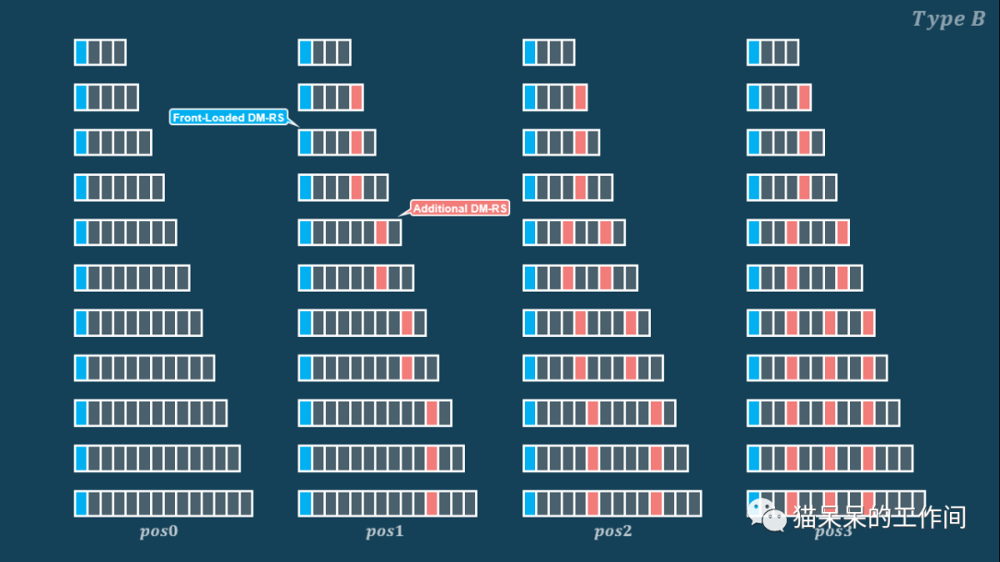 Type B
Front-Loaded DM-RS
Additional DM-RS
猫呆呆的工作间
pos0
pos1
pos2
pos3